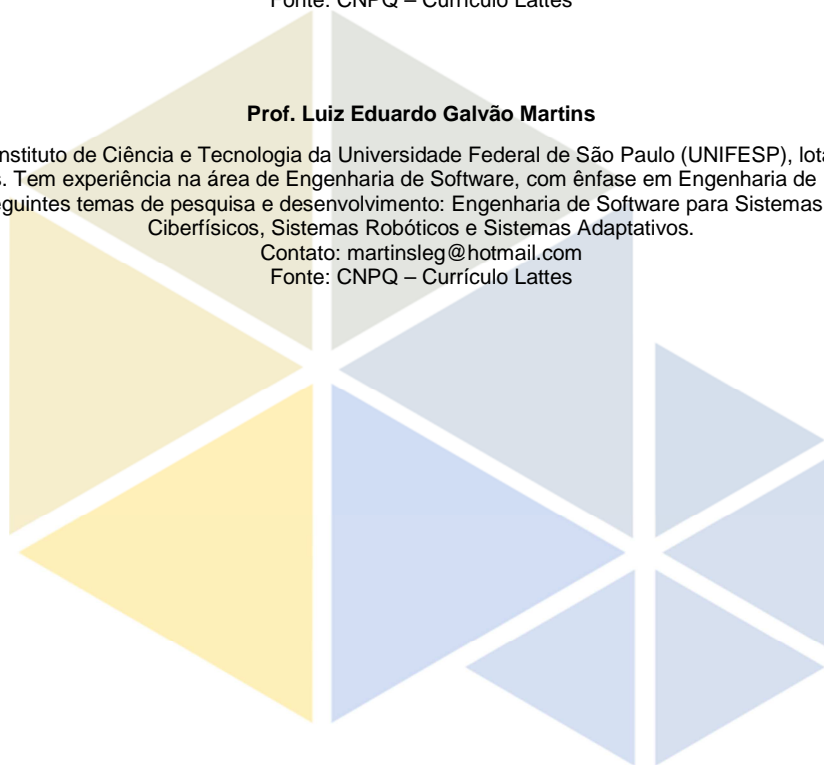 Fonte: CNPQ – Currículo Lattes
Prof. Luiz Eduardo Galvão Martins
nstituto de Ciência e Tecnologia da Universidade Federal de São Paulo (UNIFESP), lota
s. Tem experiência na área de Engenharia de Software, com ênfase em Engenharia de
eguintes temas de pesquisa e desenvolvimento: Engenharia de Software para Sistemas
Ciberfísicos, Sistemas Robóticos e Sistemas Adaptativos.
Contato: martinsleg@hotmail.com
Fonte: CNPQ – Currículo Lattes